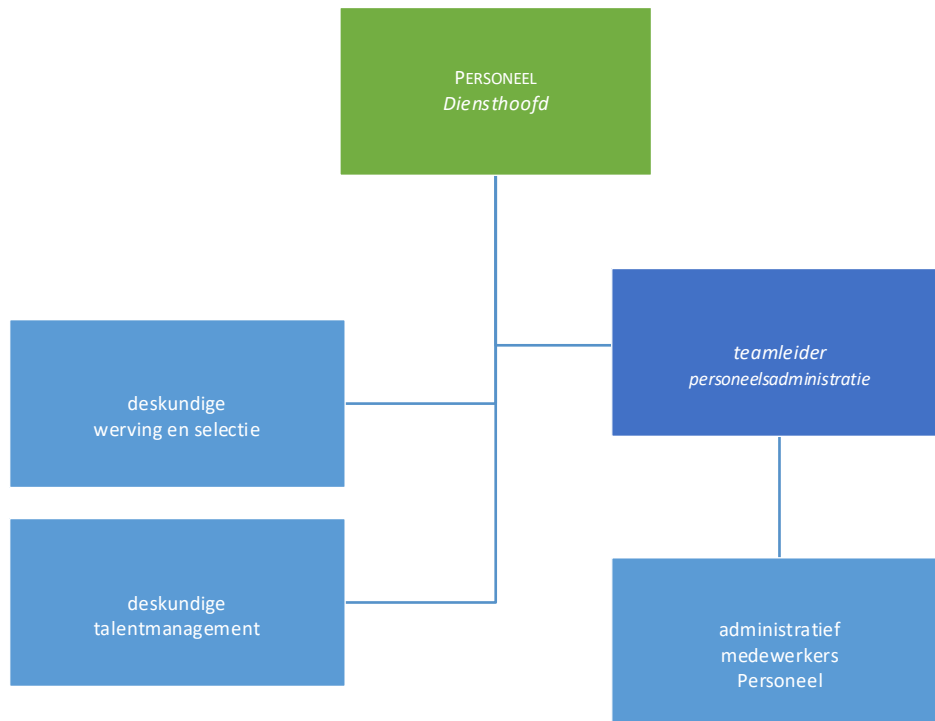 PERSONEEL
Diensthoofd
teamleider
personeelsadministratie
deskundige
werving en selectie
deskundige
talentmanagement
administratief
medewerkers
Personeel